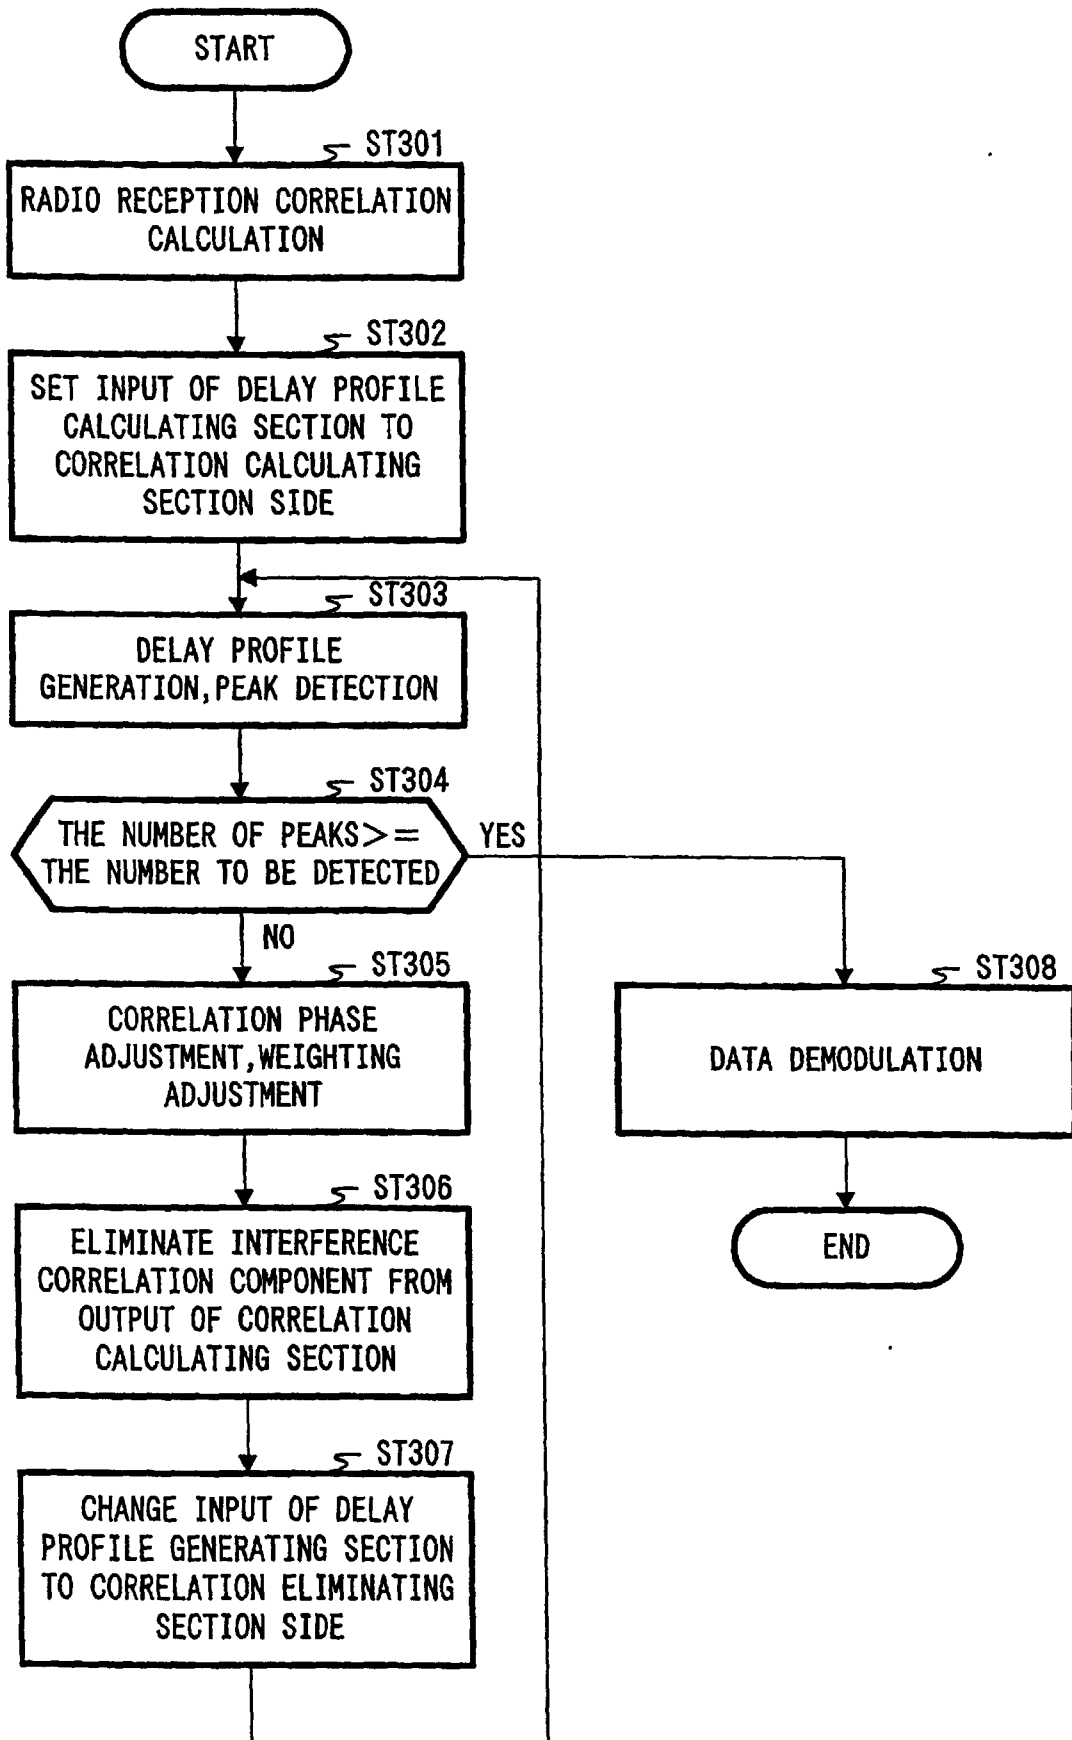 START
ST301
RADIO RECEPTION CORRELATION
CALCULATION
ST302
SET INPUT OF DELAY PROFILE
CALCULATING SECTION TO
CORRELATION CALCULATING
SECTION SIDE
ST303
DELAY PROFILE
GENERATION,PEAK DETECTION
ST304
THE NUMBER OF PEAKS>=
THE NUMBER TO BE DETECTED
YES
NO
ST305
CORRELATION PHASE
ADJUSTMENT,WEIGHTING
ADJUSTMENT
ST308
DATA DEMODULATION
ST306
ELIMINATE INTERFERENCE
CORRELATION COMPONENT FROM
OUTPUT OF CORRELATION
CALCULATING SECTION
END
ST307
CHANGE INPUT OF DELAY
PROFILE GENERATING SECTION
TO CORRELATION ELIMINATING
SECTION SIDE